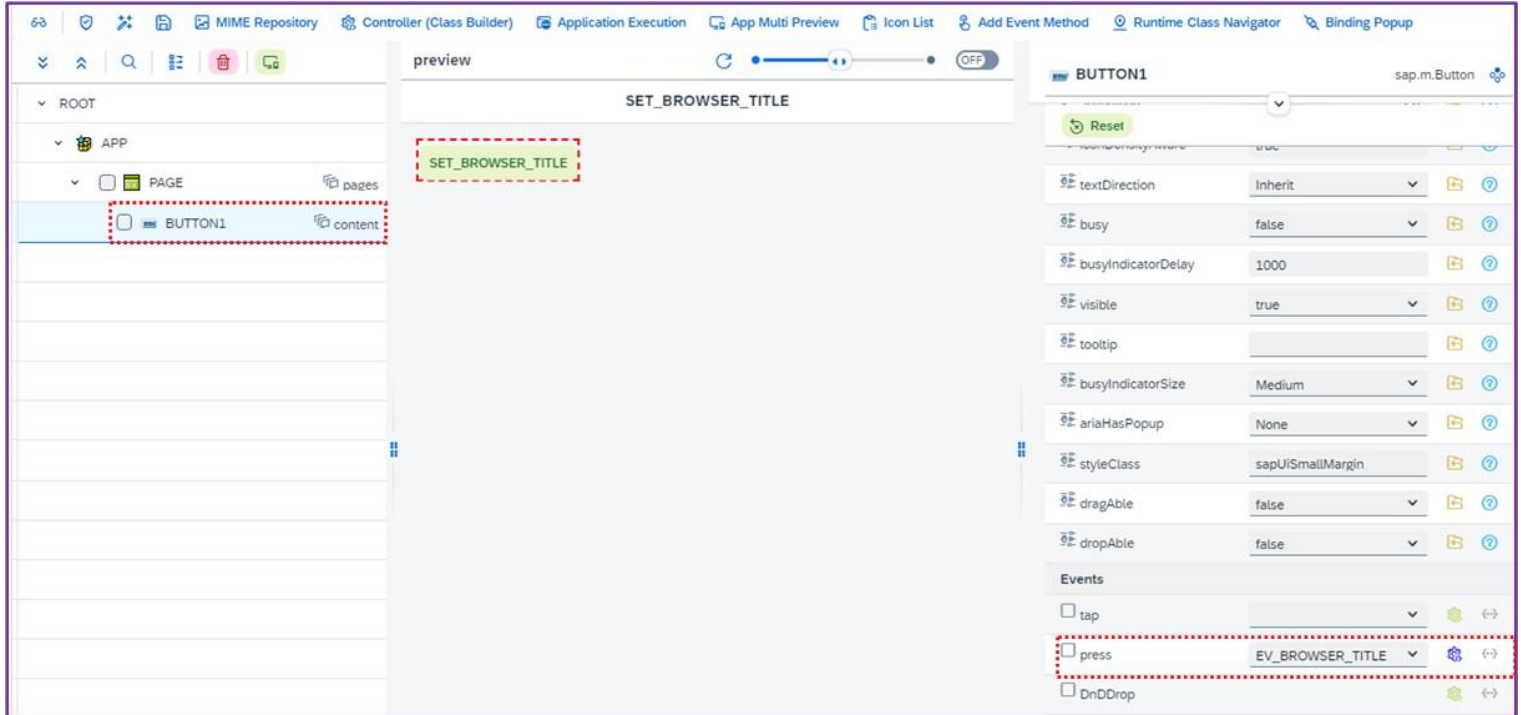 MIME Repository Controller (Class Builder) Application Execution App Multi Preview Icon List Add Event Method Runtime Class Navigator Binding Popup
preview
OFF
ROOT
APP
PAGE pages
BUTTON1 content
SET_BROWSER_TITLE
SET_BROWSER_TITLE
BUTTON1 sap.m.Button
Reset
textDirection Inherit
busy false
busyIndicatorDelay 1000
visible true
tooltip
busyIndicatorSize Medium
ariaHasPopup None
styleClass sapUiSmallMargin
dragAble false
dropAble false
Events
tap
press EV_BROWSER_TITLE
DnDDrop